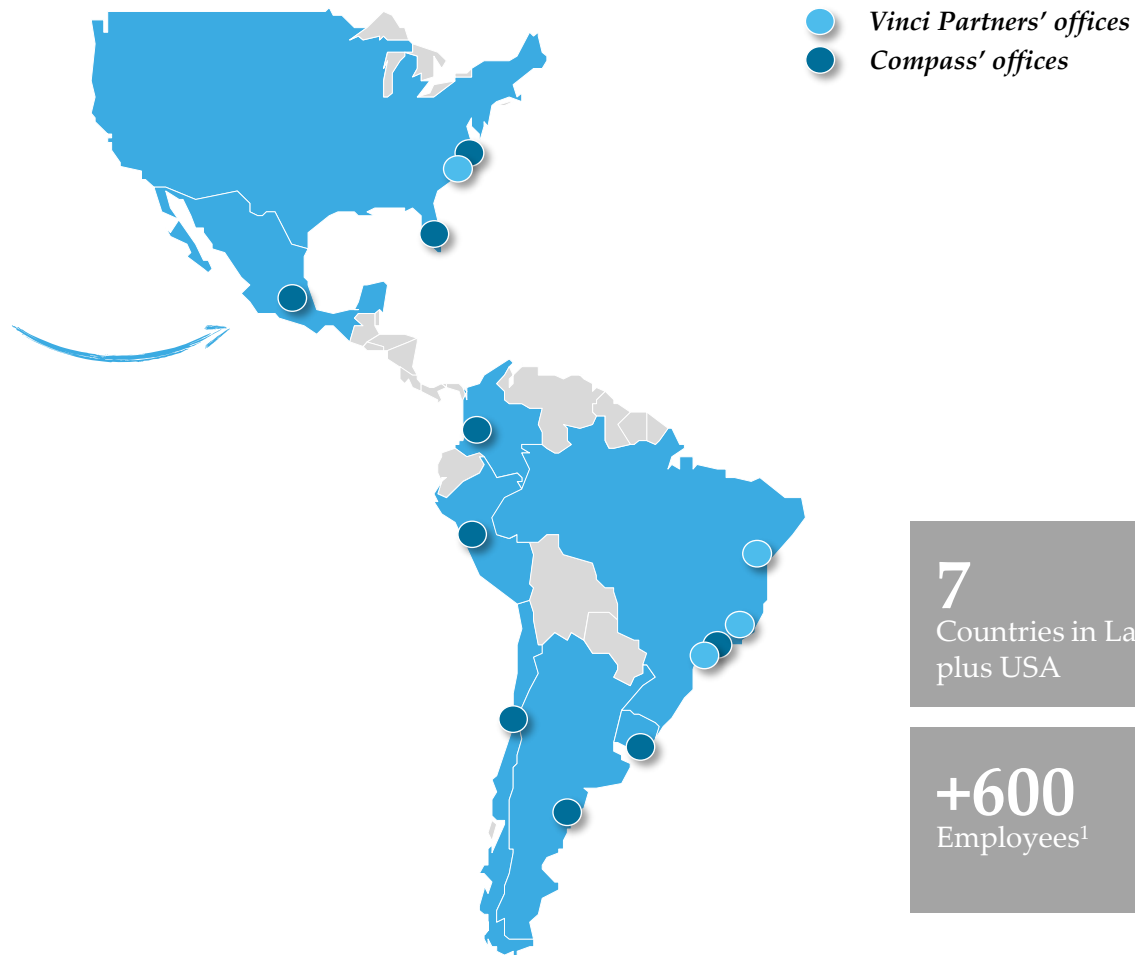 Vinci Partners’ offices
Compass’ offices
7
Countries in La
plus USA
+600
Employees¹